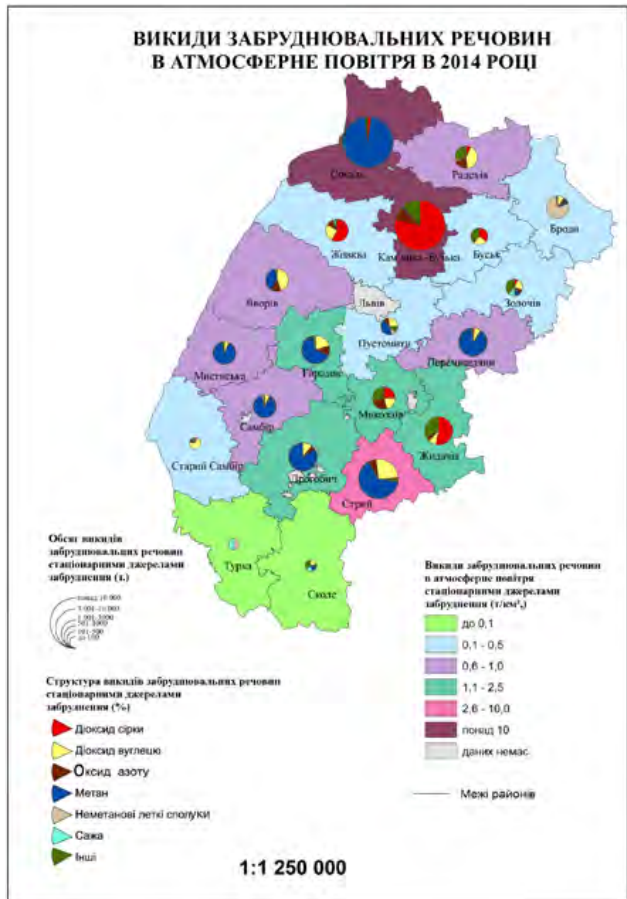 ВИКИДИ ЗАБРУДНЮВАЛЬНИХ РЕЧОВИН
В АТМОСФЕРНЕ ПОВІТРЯ В 2014 РОЦІ
Сокаль
Радехів
Броди
Жовква
Кам'янка-Бузька
Буськ
Яворів
Львів
Золочів
Пустомити
Городок
Перемишляни
Мостиська
Миколаїв
Самбір
Жидачів
Старий Самбір
Дрогобич
Стрий
Турка
Сколе
Обсяг викидів
забруднювальних речовин
стаціонарними джерелами
забруднення (т.)
понад 10 000
до 100
Викиди забруднювальних речовин
в атмосферне повітря
стаціонарними джерелами
забруднення (т/км²)
до 0,1
0,1 - 0,5
0,6 - 1,0
1,1 - 2,5
2,6 - 10,0
понад 10
даних немає
Межі районів
Структура викидів забруднювальних речовин
стаціонарними джерелами
забруднення (%)
Діоксид сірки
Діоксид вуглецю
Оксид азоту
Метан
Неметанові леткі сполуки
Сажа
Інші
1:1 250 000